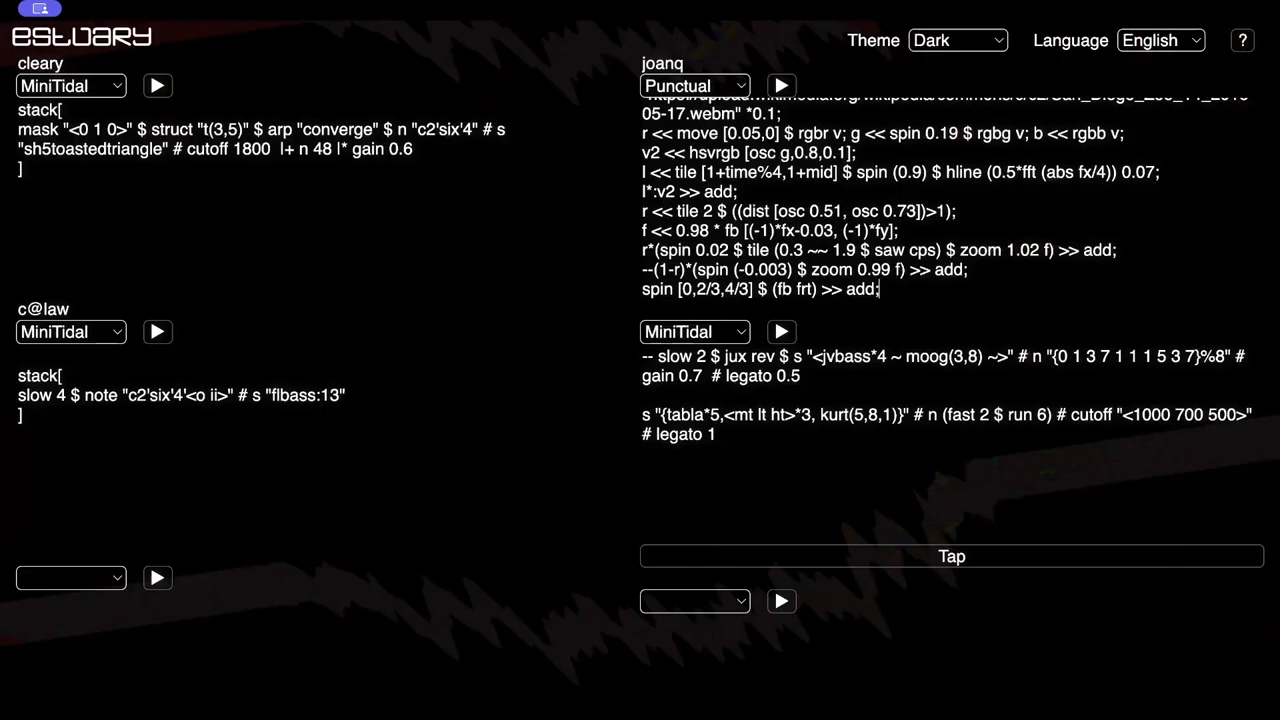 estuary
Theme Dark Language English ?
cleary
MiniTidal
stack[
mask "<0 1 0>" $ struct "t(3,5)" $ arp "converge" $ n "c2'six'4" # s
"sh5toastedtriangle" # cutoff 1800 |+ n 48 |* gain 0.6
]
c@law
MiniTidal
stack[
slow 4 $ note "c2'six'4'<o ii>" # s "flbass:13"
]
joanq
Punctual
05-17.webm" *0.1;
r << move [0.05,0] $ rgbr v; g << spin 0.19 $ rgbg v; b << rgbb v;
v2 << hsvrgb [osc g,0.8,0.1];
l << tile [1+time%4,1+mid] $ spin (0.9) $ hline (0.5*fft (abs fx/4)) 0.07;
l*:v2 >> add;
r << tile 2 $ ((dist [osc 0.51, osc 0.73])>1);
f << 0.98 * fb [(-1)*fx-0.03, (-1)*fy];
r*(spin 0.02 $ tile (0.3 ~~ 1.9 $ saw cps) $ zoom 1.02 f) >> add;
--(1-r)*(spin (-0.003) $ zoom 0.99 f) >> add;
spin [0,2/3,4/3] $ (fb frt) >> add;
MiniTidal
-- slow 2 $ jux rev $ s "<jvbass*4 ~ moog(3,8) ~>" # n "{0 1 3 7 1 1 1 5 3 7}%8" #
gain 0.7 # legato 0.5
s "{tabla*5,<mt lt ht>*3, kurt(5,8,1)}" # n (fast 2 $ run 6) # cutoff "<1000 700 500>"
# legato 1
Tap